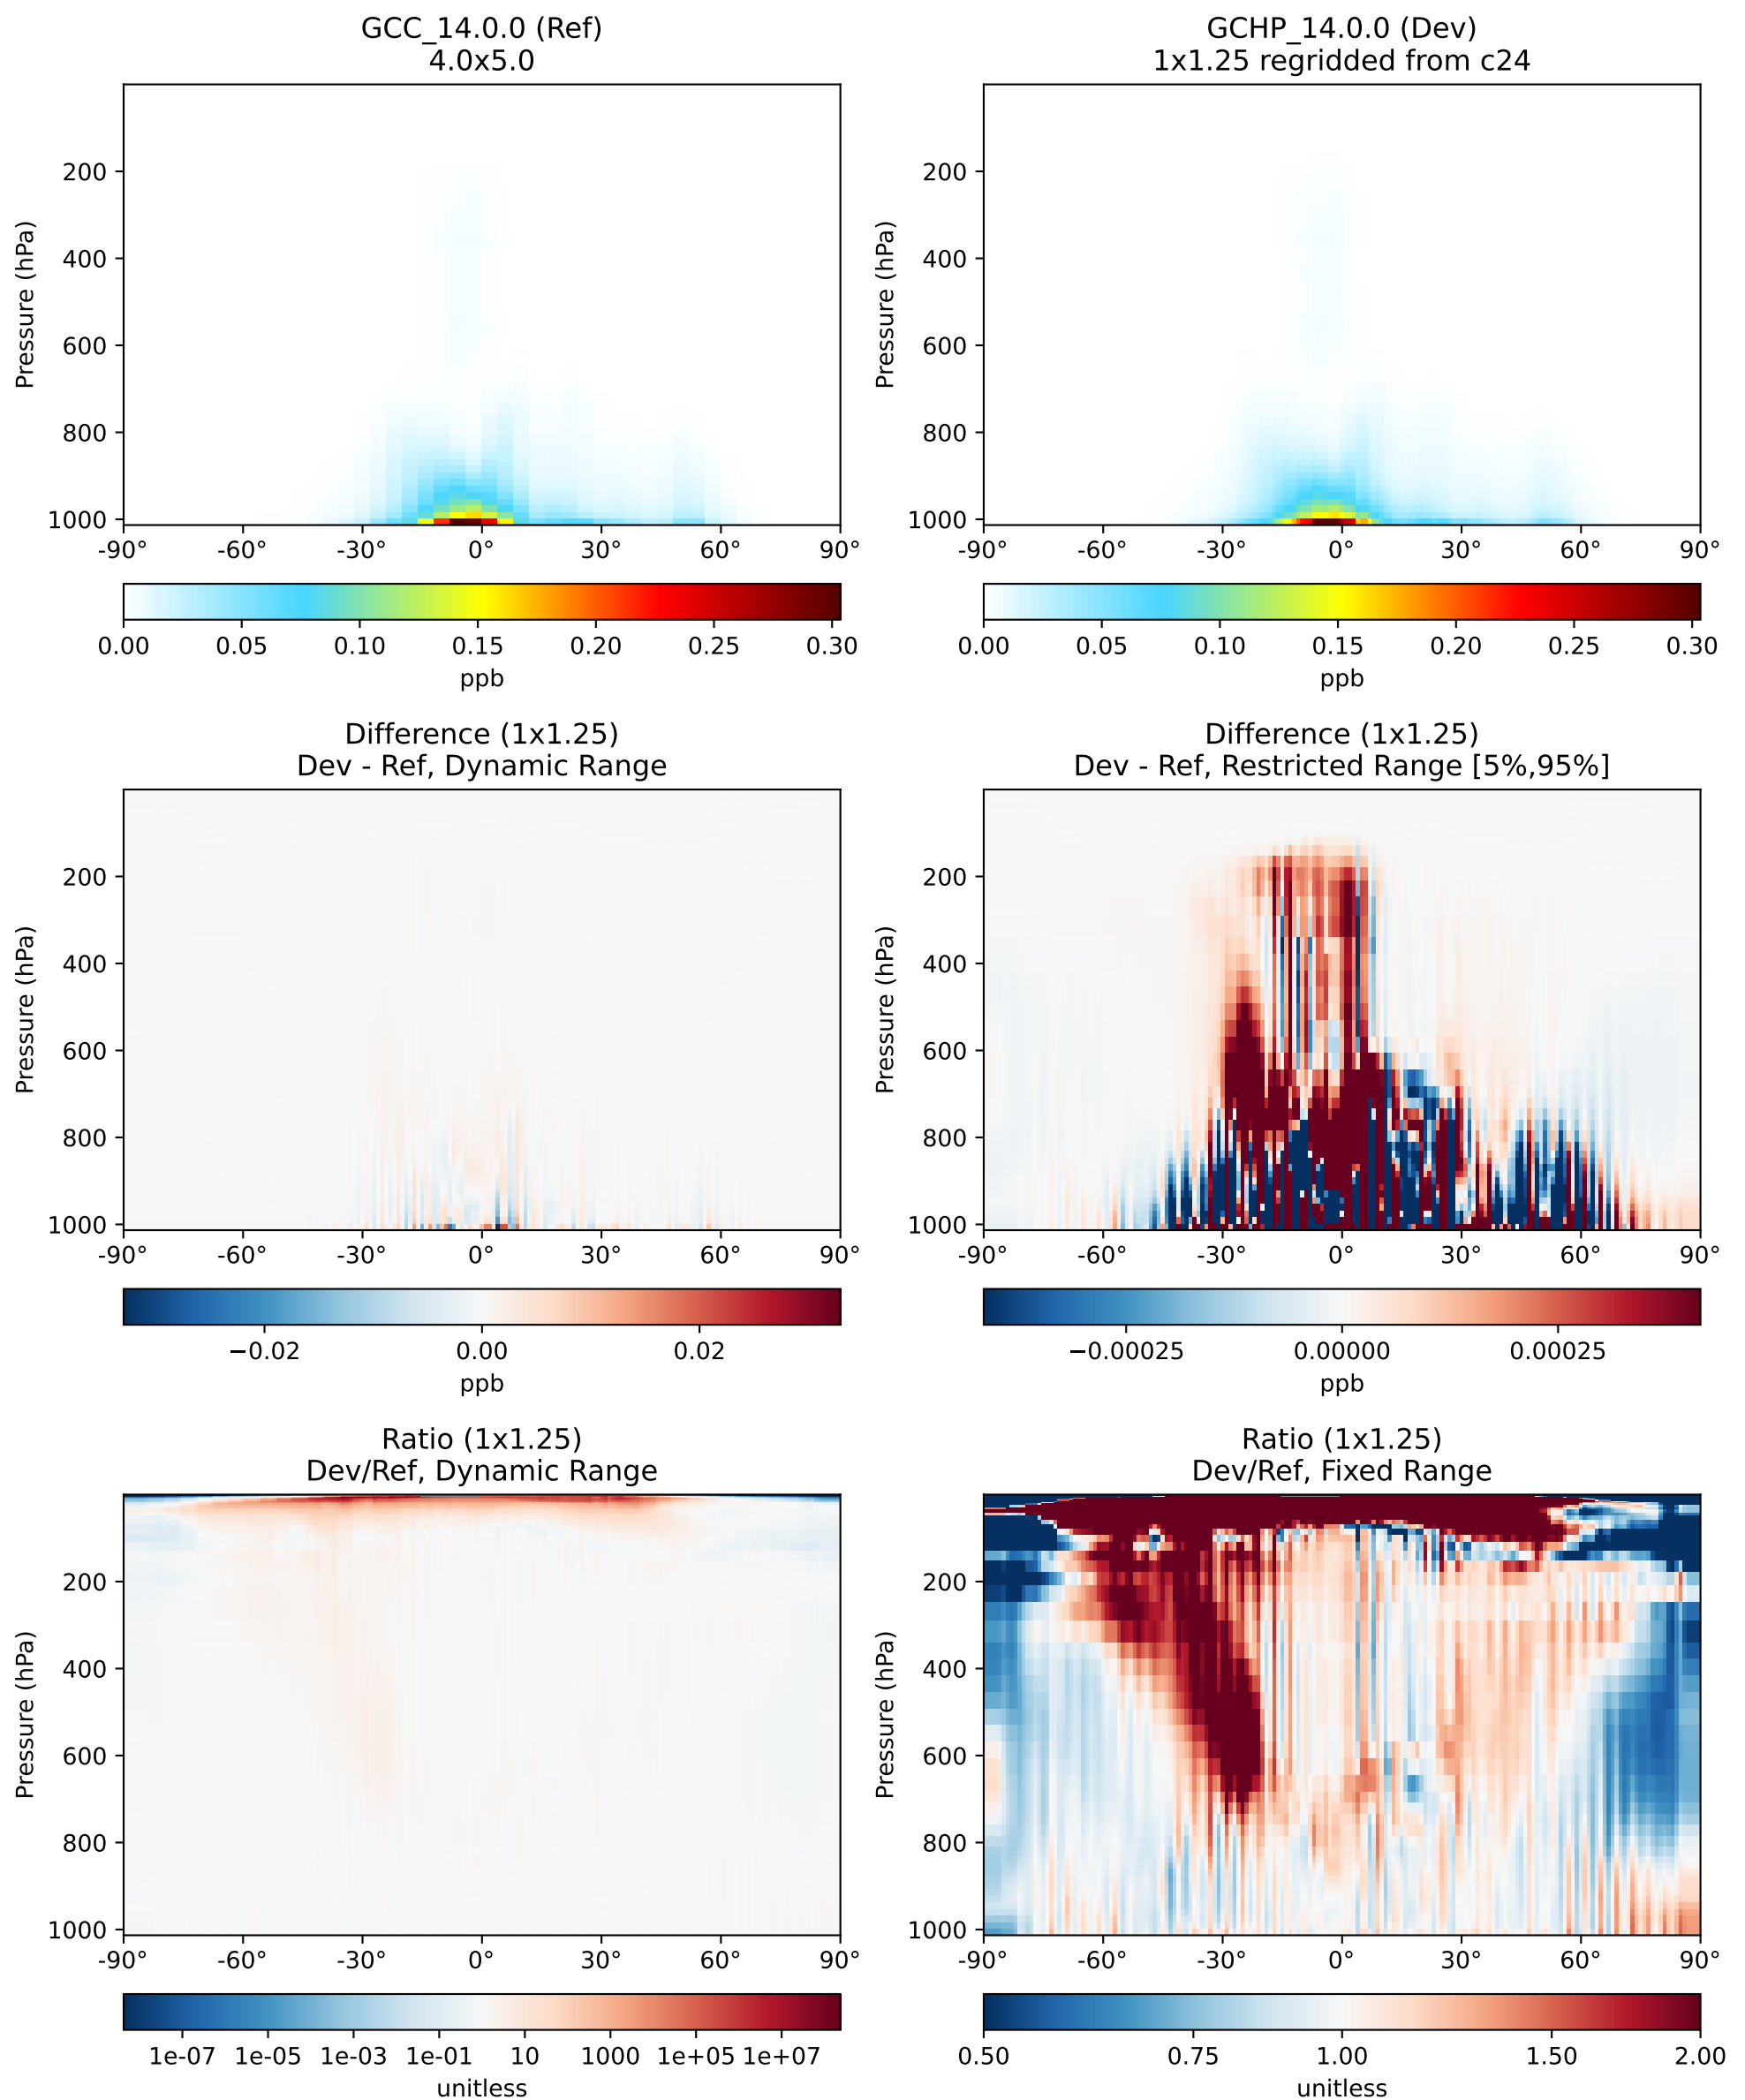 GCC_14.0.0 (Ref)
4.0x5.0
Pressure (hPa)
200
400
600
800
1000
-90° -60° -30° 0° 30° 60° 90°
0.00 0.05 0.10 0.15 0.20 0.25 0.30
ppb
GCHP_14.0.0 (Dev)
1x1.25 regridded from c24
Pressure (hPa)
200
400
600
800
1000
-90° -60° -30° 0° 30° 60° 90°
0.00 0.05 0.10 0.15 0.20 0.25 0.30
ppb
Difference (1x1.25)
Dev - Ref, Dynamic Range
Pressure (hPa)
200
400
600
800
1000
-90° -60° -30° 0° 30° 60° 90°
−0.02 0.00 0.02
ppb
Difference (1x1.25)
Dev - Ref, Restricted Range [5%,95%]
Pressure (hPa)
200
400
600
800
1000
-90° -60° -30° 0° 30° 60° 90°
−0.00025 0.00000 0.00025
ppb
Ratio (1x1.25)
Dev/Ref, Dynamic Range
Pressure (hPa)
200
400
600
800
1000
-90° -60° -30° 0° 30° 60° 90°
1e-07 1e-05 1e-03 1e-01 10 1000 1e+05 1e+07
unitless
Ratio (1x1.25)
Dev/Ref, Fixed Range
Pressure (hPa)
200
400
600
800
1000
-90° -60° -30° 0° 30° 60° 90°
0.50 0.75 1.00 1.50 2.00
unitless